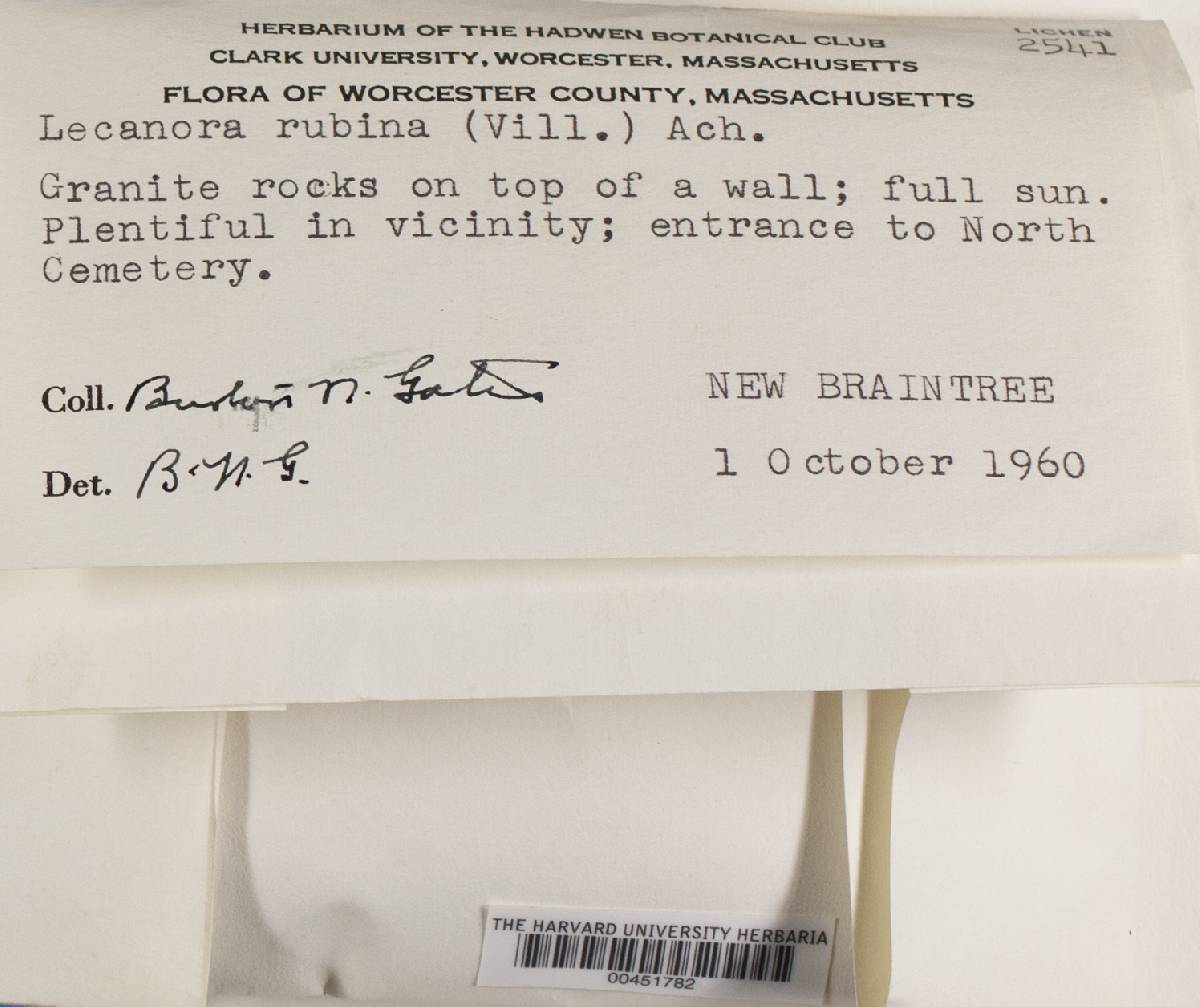 HERBARIUM OF THE HADWEN BOTANICAL CLUB
LICHEN
2541
CLARK UNIVERSITY, WORCESTER, MASSACHUSETTS
FLORA OF WORCESTER COUNTY, MASSACHUSETTS
Lecanora rubina (Vill.) Ach.
Granite rocks on top of a wall; full sun.
Plentiful in vicinity; entrance to North
Cemetery.
Coll. Burton N. Gates
NEW BRAINTREE
Det. B. N. G.
1 October 1960
THE HARVARD UNIVERSITY HERBARIA
00451782